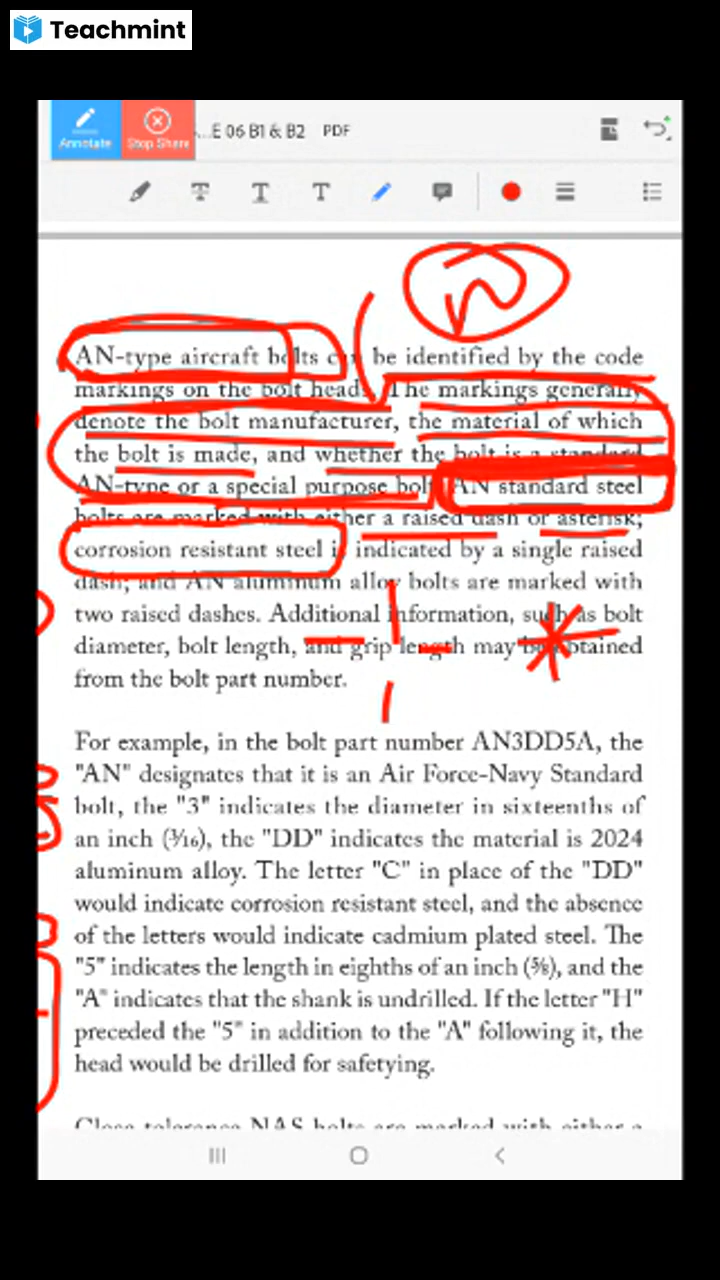 Teachmint
Annotate Stop Share ...E 06 B1 & B2 PDF
AN-type aircraft bolts can be identified by the code
markings on the bolt heads. The markings generally
denote the bolt manufacturer, the material of which
the bolt is made, and whether the bolt is a standard
AN-type or a special purpose bolt. AN standard steel
bolts are marked with either a raised dash or asterisk;
corrosion resistant steel is indicated by a single raised
dash; and AN aluminum alloy bolts are marked with
two raised dashes. Additional information, such as bolt
diameter, bolt length, and grip length may be obtained
from the bolt part number.
For example, in the bolt part number AN3DD5A, the
"AN" designates that it is an Air Force-Navy Standard
bolt, the "3" indicates the diameter in sixteenths of
an inch (3⁄16), the "DD" indicates the material is 2024
aluminum alloy. The letter "C" in place of the "DD"
would indicate corrosion resistant steel, and the absence
of the letters would indicate cadmium plated steel. The
"5" indicates the length in eighths of an inch (5⁄8), and the
"A" indicates that the shank is undrilled. If the letter "H"
preceded the "5" in addition to the "A" following it, the
head would be drilled for safetying.
Close tolerance NAS bolts are marked with either a